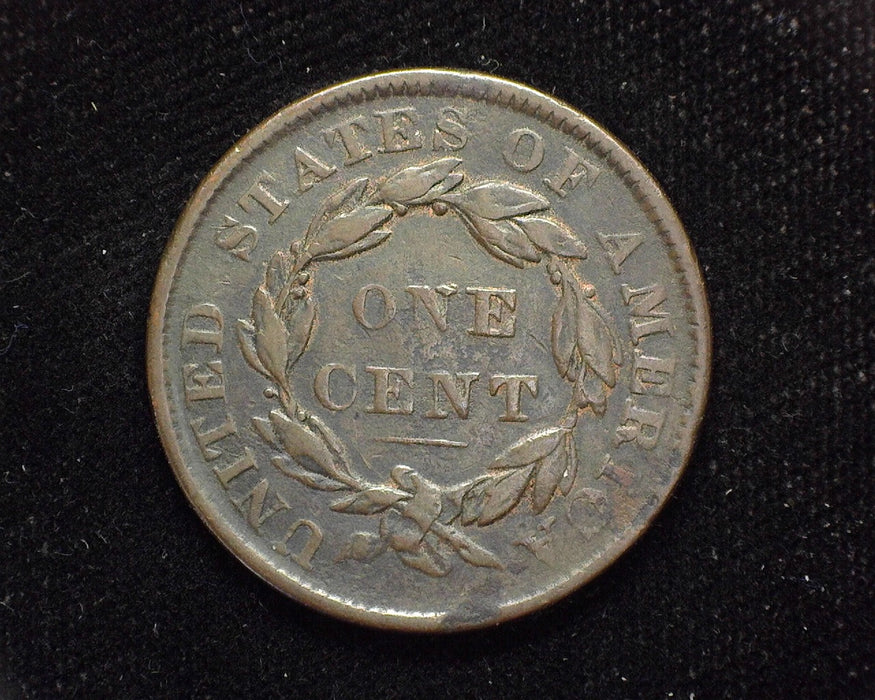 UNITED STATES OF AMERICA
ONE
CENT